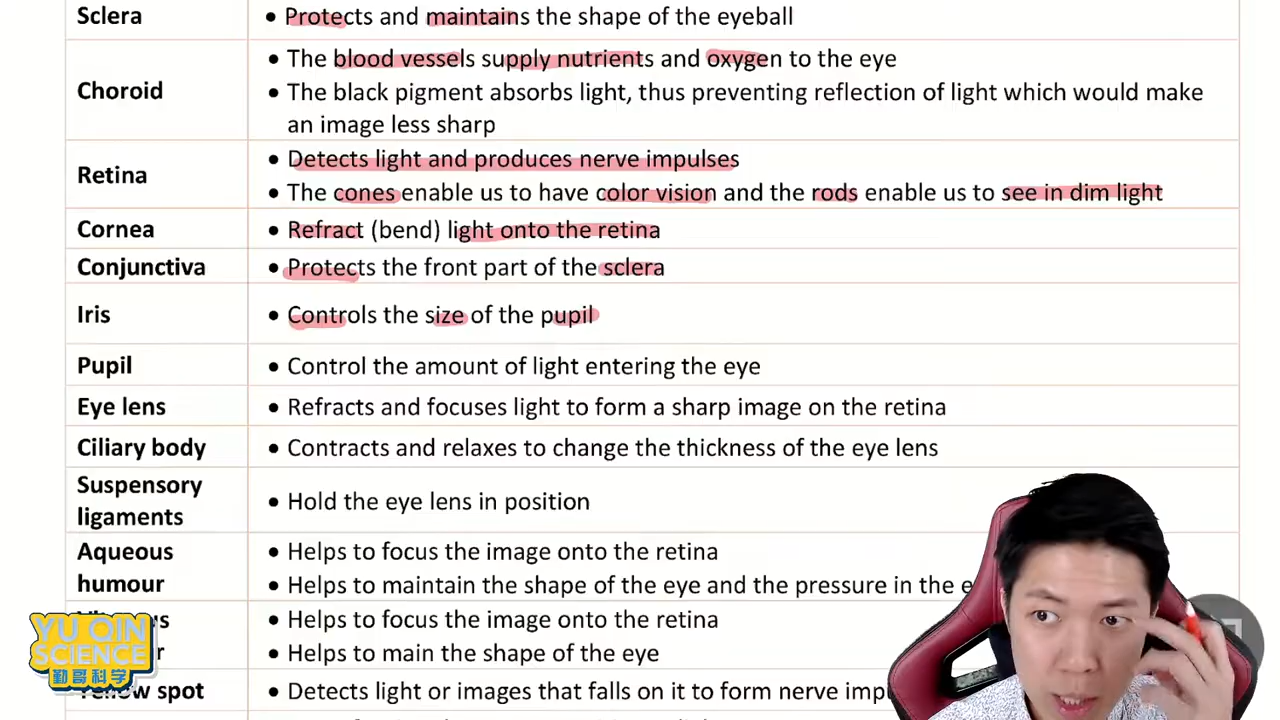 Sclera
• Protects and maintains the shape of the eyeball
Choroid
• The blood vessels supply nutrients and oxygen to the eye
• The black pigment absorbs light, thus preventing reflection of light which would make
an image less sharp
Retina
• Detects light and produces nerve impulses
• The cones enable us to have color vision and the rods enable us to see in dim light
Cornea
• Refract (bend) light onto the retina
Conjunctiva
• Protects the front part of the sclera
Iris
• Controls the size of the pupil
Pupil
• Control the amount of light entering the eye
Eye lens
• Refracts and focuses light to form a sharp image on the retina
Ciliary body
• Contracts and relaxes to change the thickness of the eye lens
Suspensory
ligaments
• Hold the eye lens in position
Aqueous
humour
• Helps to focus the image onto the retina
• Helps to maintain the shape of the eye and the pressure in the
• Helps to focus the image onto the retina
• Helps to main the shape of the eye
Yellow spot
• Detects light or images that falls on it to form nerve
YU QIN
SCIENCE
勤哥科学